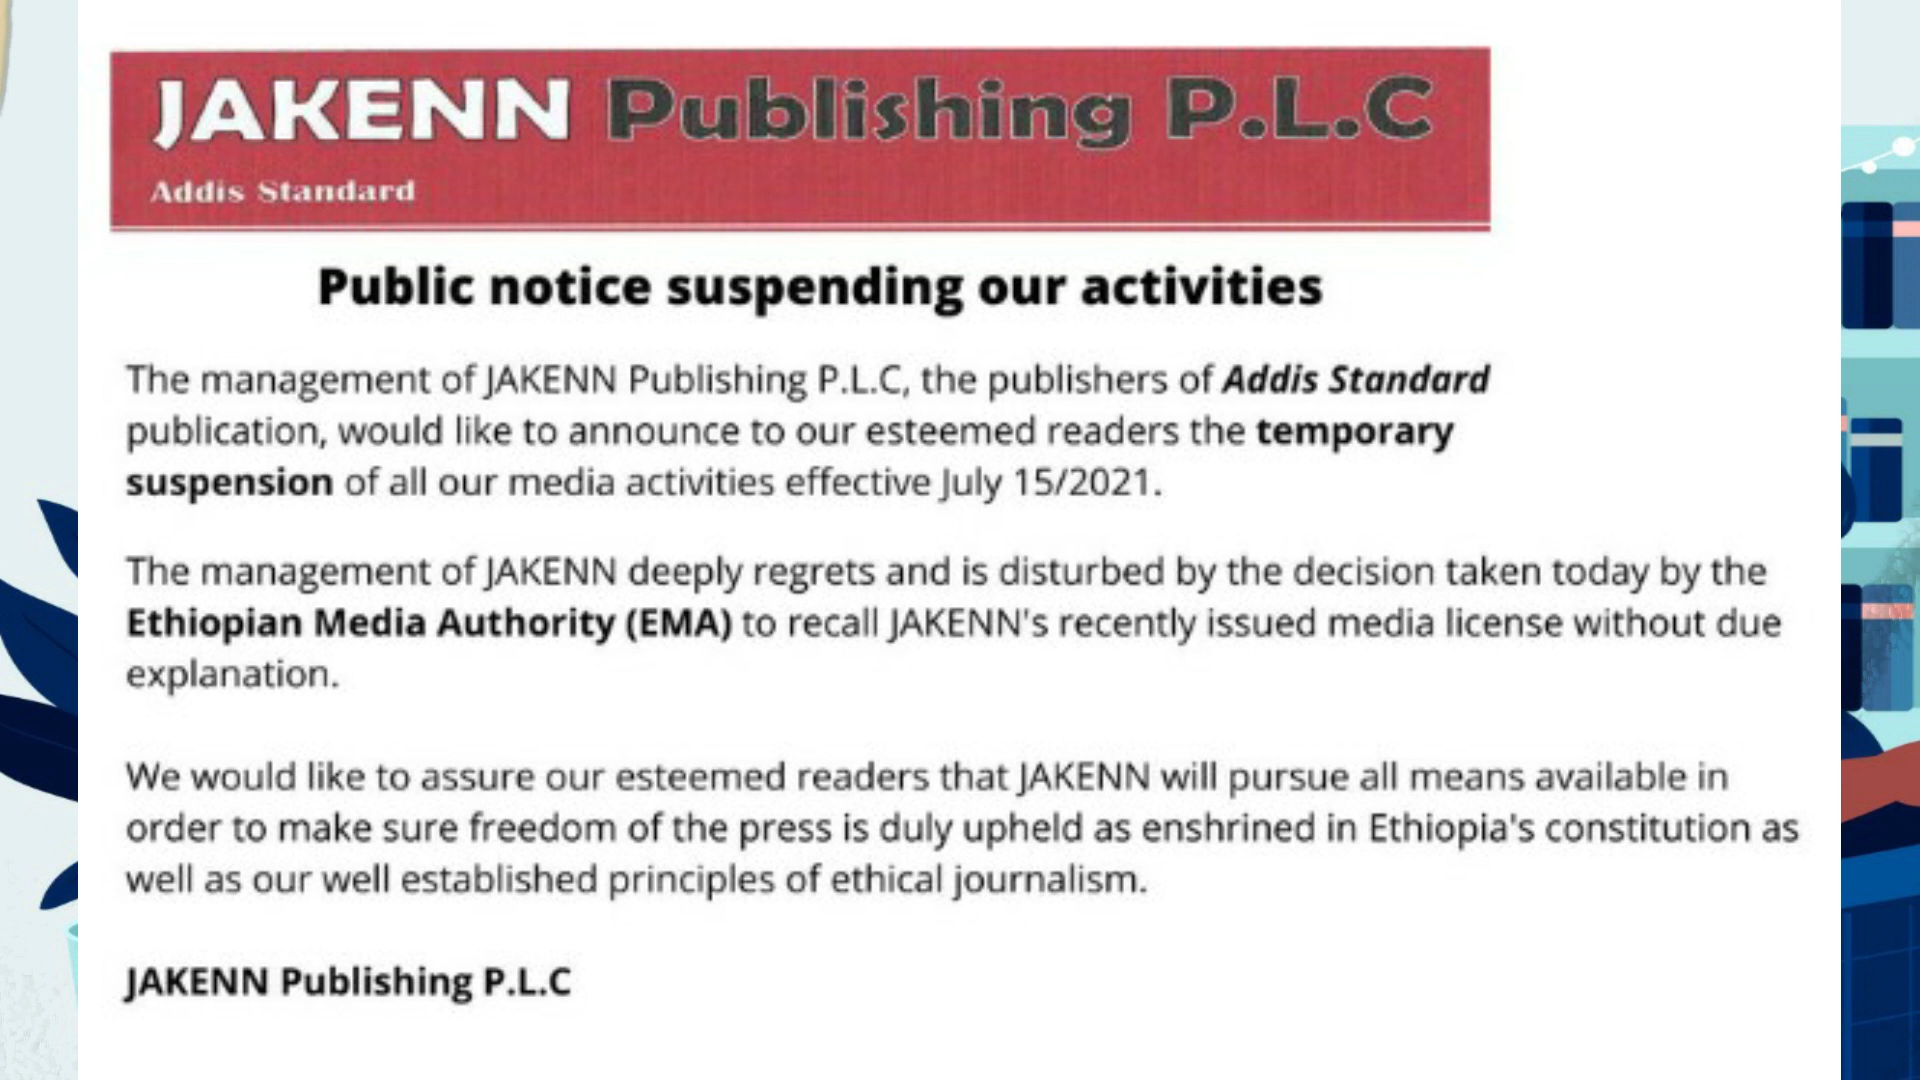 JAKENN Publishing P.L.C
Addis Standard
Public notice suspending our activities
The management of JAKENN Publishing P.L.C, the publishers of Addis Standard
publication, would like to announce to our esteemed readers the temporary
suspension of all our media activities effective July 15/2021.
The management of JAKENN deeply regrets and is disturbed by the decision taken today by the
Ethiopian Media Authority (EMA) to recall JAKENN's recently issued media license without due
explanation.
We would like to assure our esteemed readers that JAKENN will pursue all means available in
order to make sure freedom of the press is duly upheld as enshrined in Ethiopia's constitution as
well as our well established principles of ethical journalism.
JAKENN Publishing P.L.C